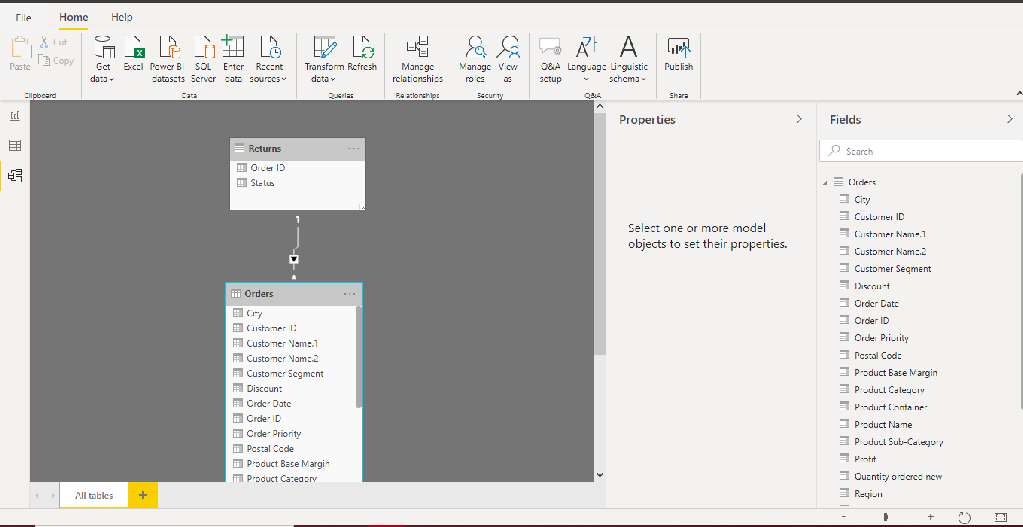 File Home Help
Paste
Cut
Copy
Get data
Excel
Power BI datasets
SQL Server
Enter data
Recent sources
Transform data
Refresh
Manage relationships
Manage roles
View as
Q&A setup
Language
Linguistic schema
Publish
Clipboard Data Queries Relationships Security Q&A Share
Returns
Order ID
Status
1
Orders
City
Customer ID
Customer Name.1
Customer Name.2
Customer Segment
Discount
Order Date
Order ID
Order Priority
Postal Code
Product Base Margin
Product Category
All tables
Properties
Select one or more model
objects to set their properties.
Fields
Search
Orders
City
Customer ID
Customer Name.1
Customer Name.2
Customer Segment
Discount
Order Date
Order ID
Order Priority
Postal Code
Product Base Margin
Product Category
Product Container
Product Name
Product Sub-Category
Profit
Quantity ordered new
Region